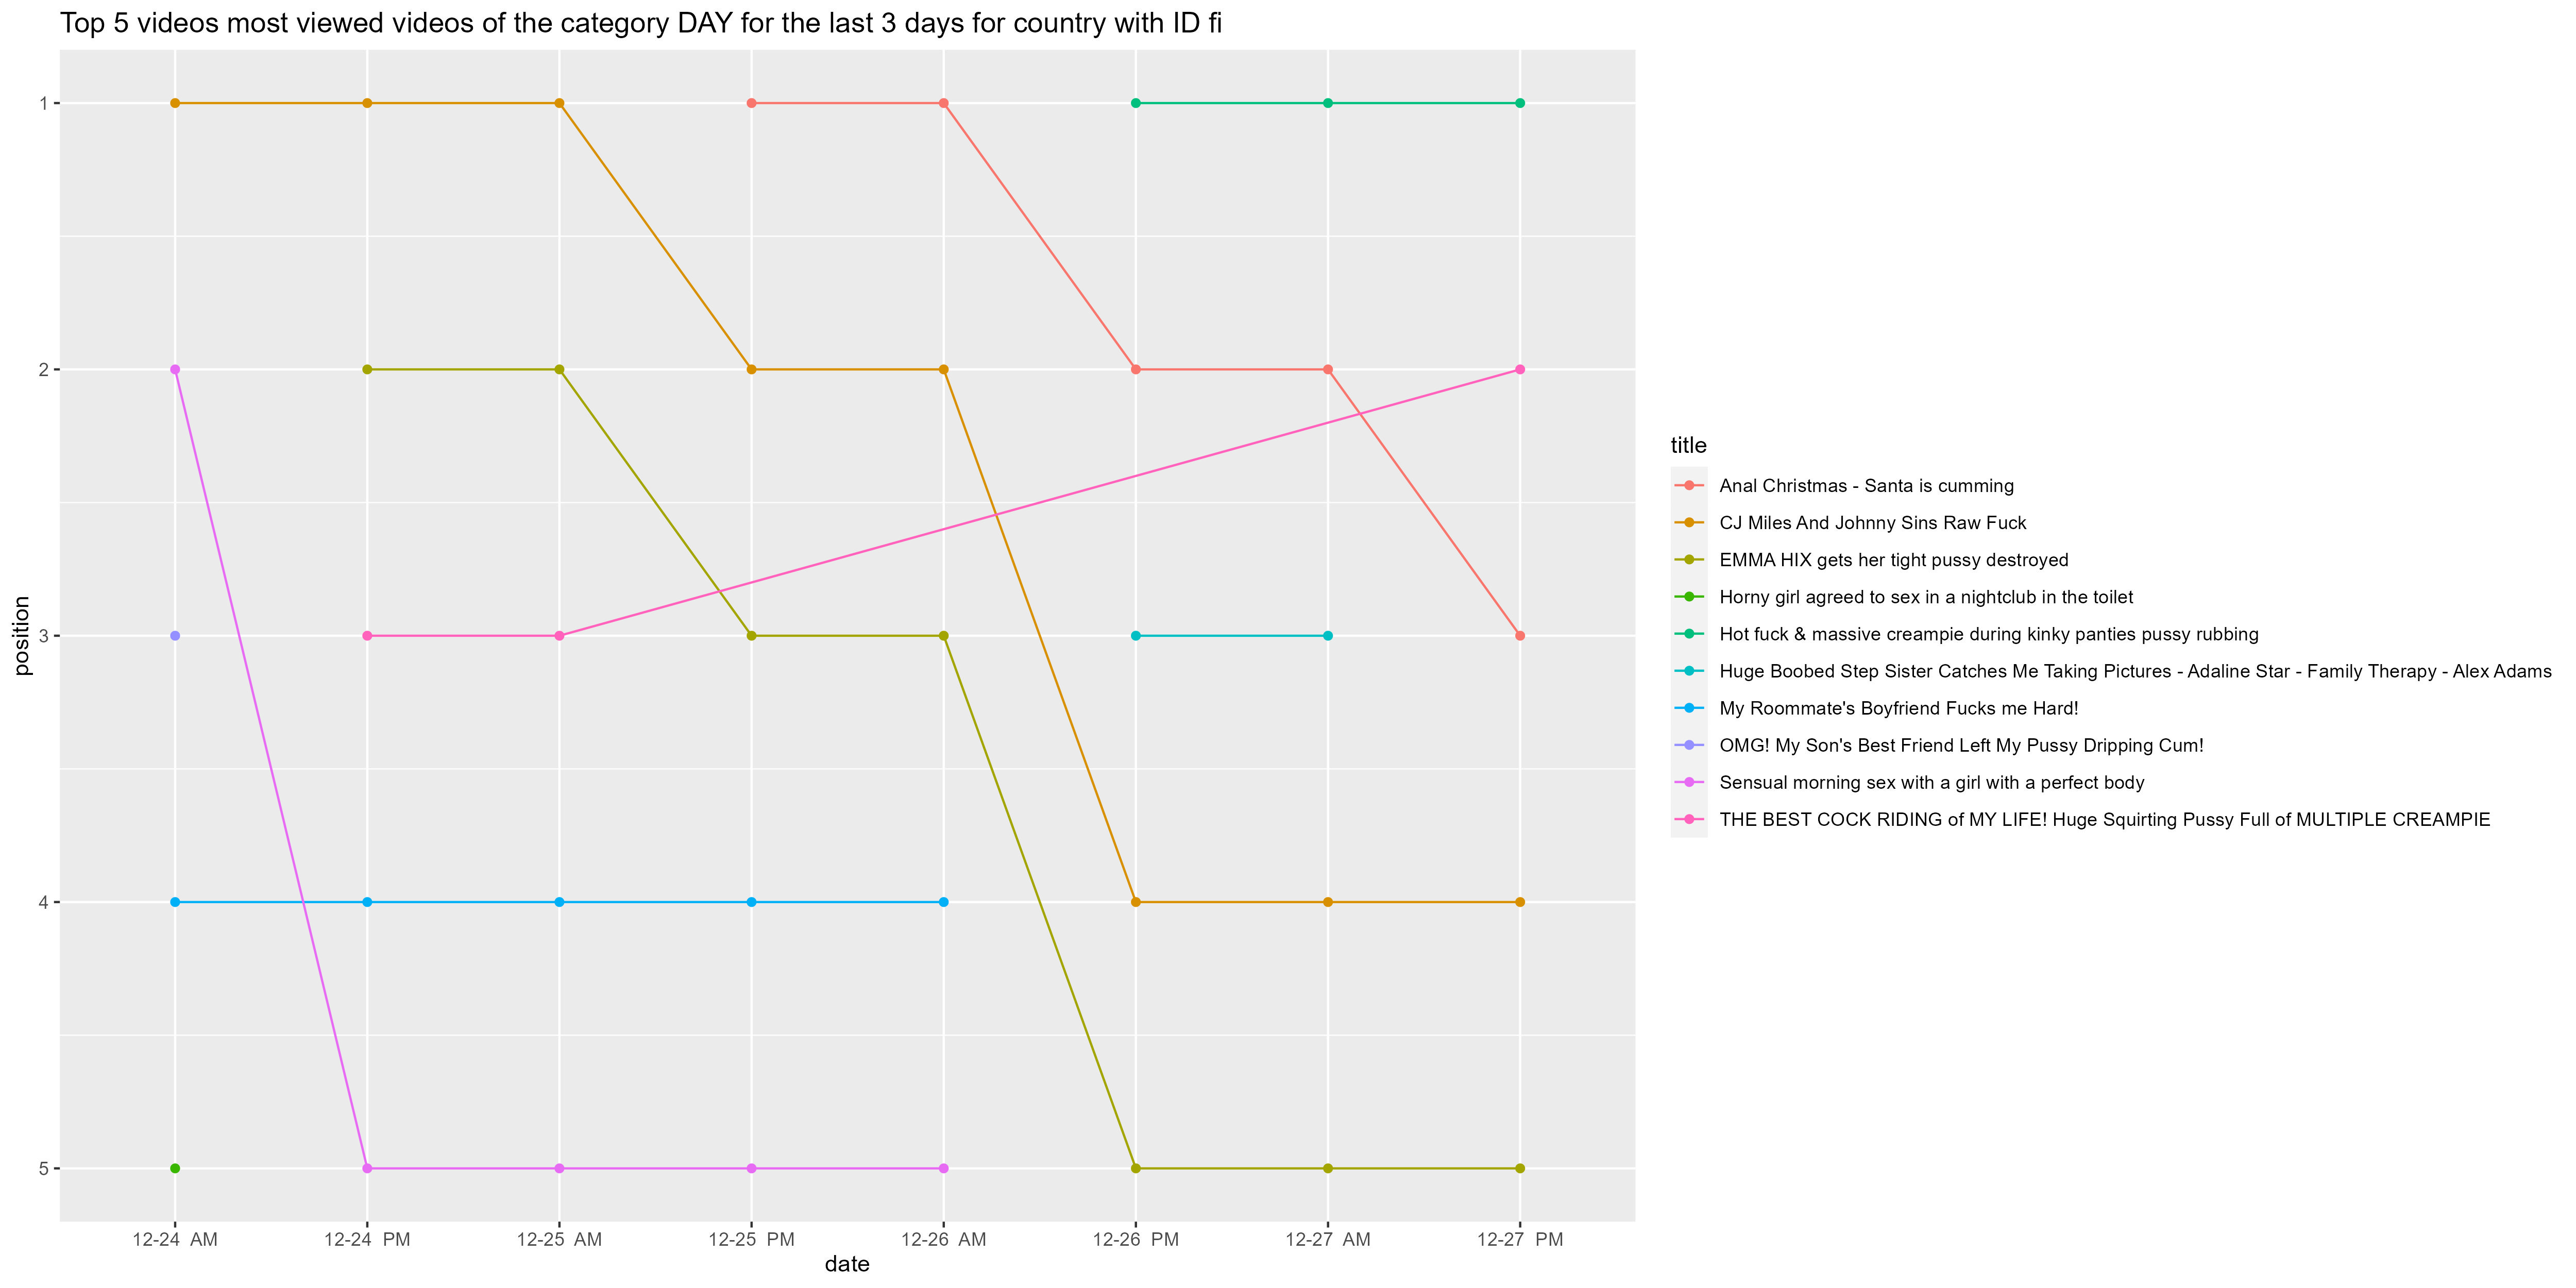 Top 5 videos most viewed videos of the category DAY for the last 3 days for country with ID fi
position
1
2
3
4
5
12-24 AM
12-24 PM
12-25 AM
12-25 PM
12-26 AM
12-26 PM
12-27 AM
12-27 PM
date
title
Anal Christmas - Santa is cumming
CJ Miles And Johnny Sins Raw Fuck
EMMA HIX gets her tight pussy destroyed
Horny girl agreed to sex in a nightclub in the toilet
Hot fuck & massive creampie during kinky panties pussy rubbing
Huge Boobed Step Sister Catches Me Taking Pictures - Adaline Star - Family Therapy - Alex Adams
My Roommate's Boyfriend Fucks me Hard!
OMG! My Son's Best Friend Left My Pussy Dripping Cum!
Sensual morning sex with a girl with a perfect body
THE BEST COCK RIDING of MY LIFE! Huge Squirting Pussy Full of MULTIPLE CREAMPIE